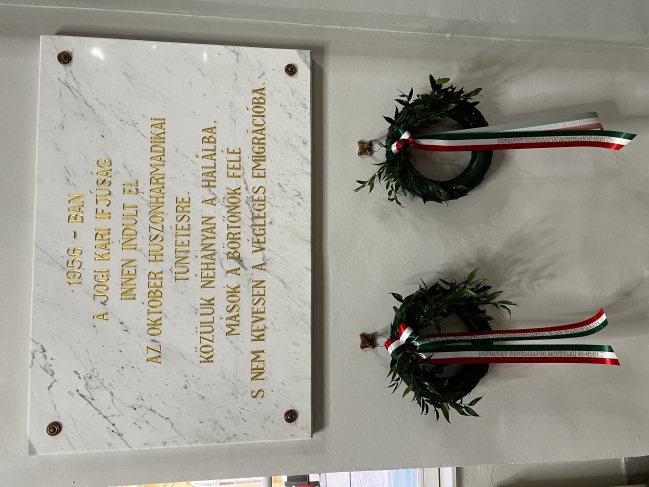 1956 - BAN
A JOGI KARI IFJÚSÁG
INNEN INDULT EL
AZ OKTÓBER HUSZONHARMADIKAI
TÜNTETÉSRE.
KÖZÜLÜK NÉHÁNYAN A HALÁLBA,
MÁSOK A BÖRTÖNÖK FELÉ
S NEM KEVESEN A VÉGLEGES EMIGRÁCIÓBA.